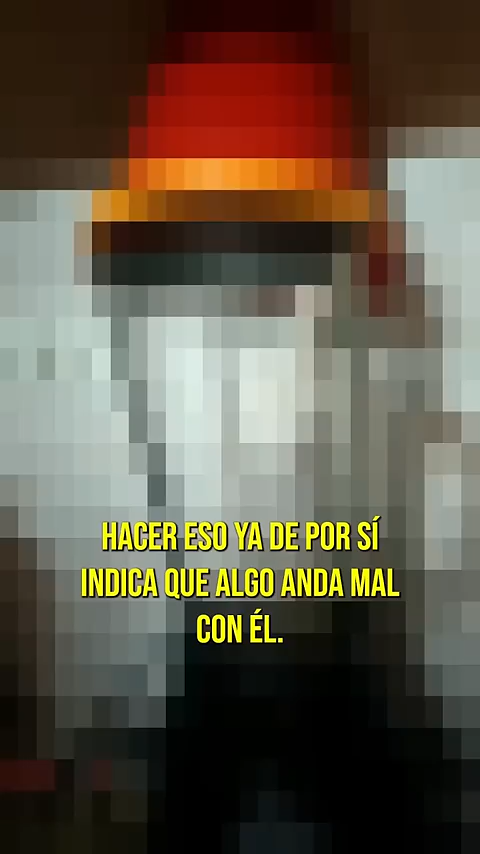 HACER ESO YA DE POR SÍ
INDICA QUE ALGO ANDA MAL
CON ÉL.